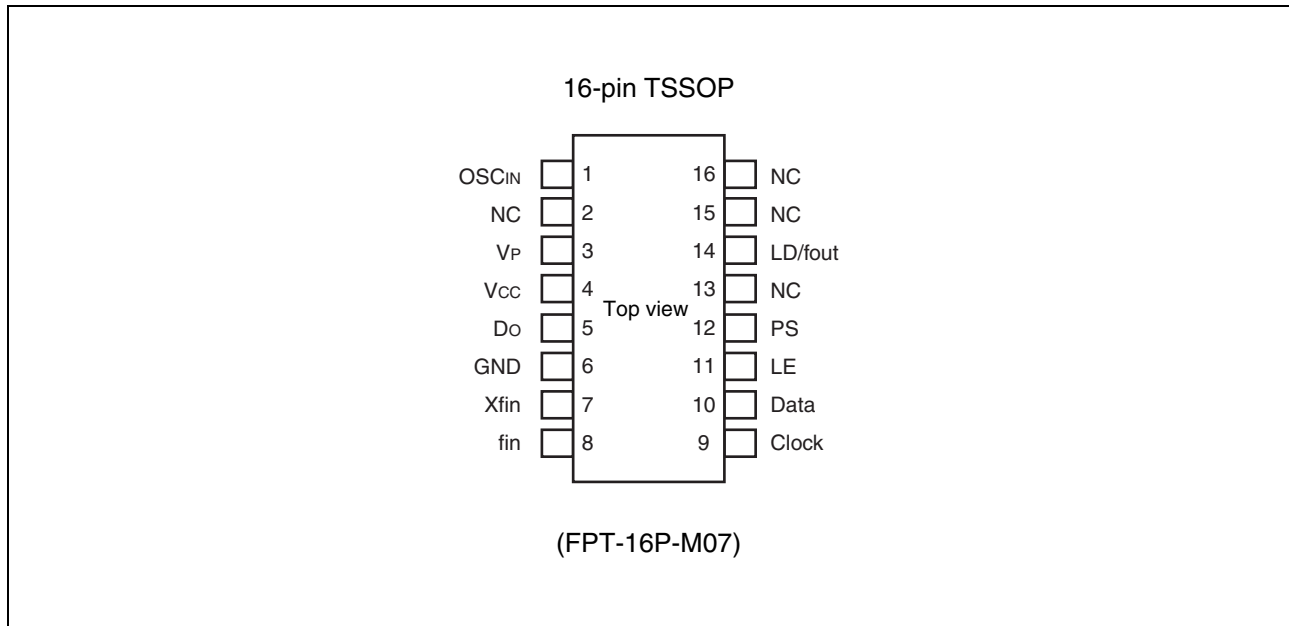 16-pin TSSOP
OSCIN 1 16 NC
NC 2 15 NC
VP 3 14 LD/fout
VCC 4 13 NC
Top view
DO 5 12 PS
GND 6 11 LE
Xfin 7 10 Data
fin 8 9 Clock
(FPT-16P-M07)